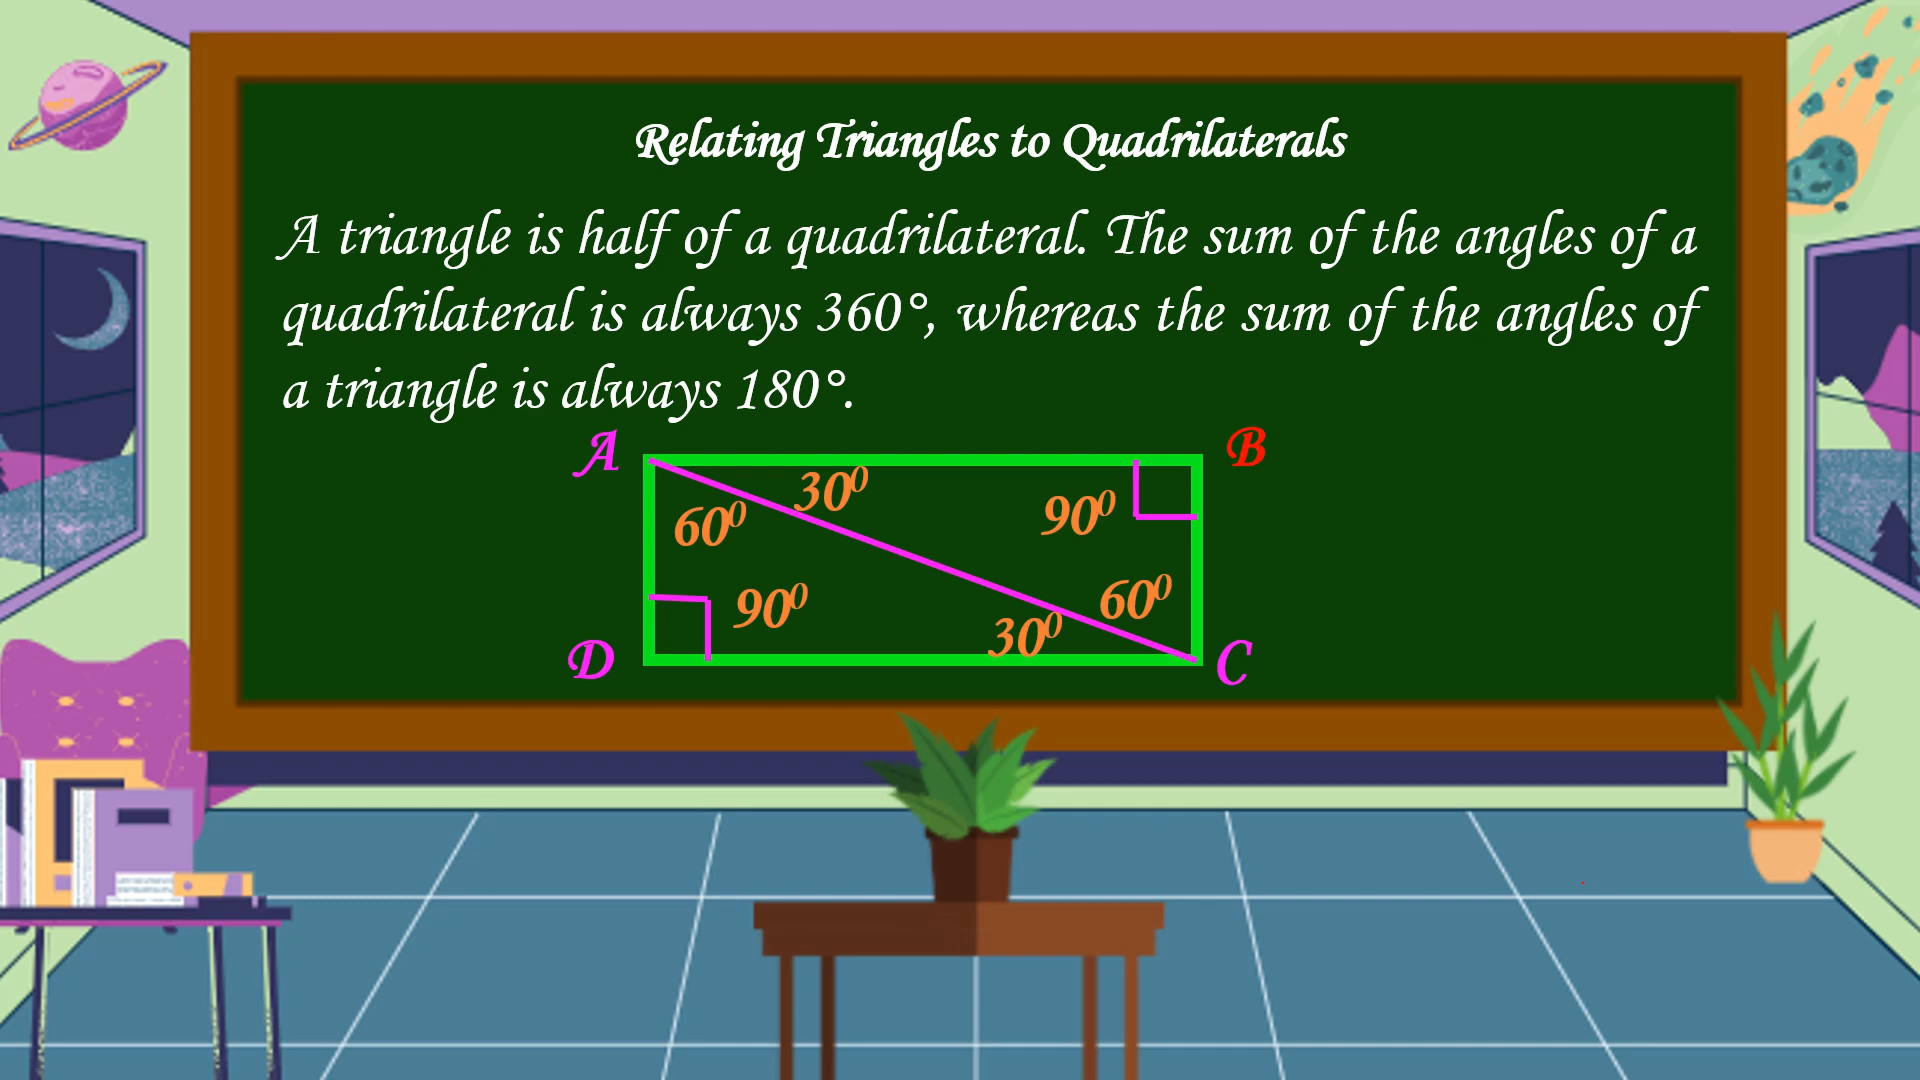 Relating Triangles to Quadrilaterals
A triangle is half of a quadrilateral. The sum of the angles of a
quadrilateral is always 360°, whereas the sum of the angles of
a triangle is always 180°.
A B
30⁰
60⁰ 90⁰
90⁰ 60⁰
30⁰
D C